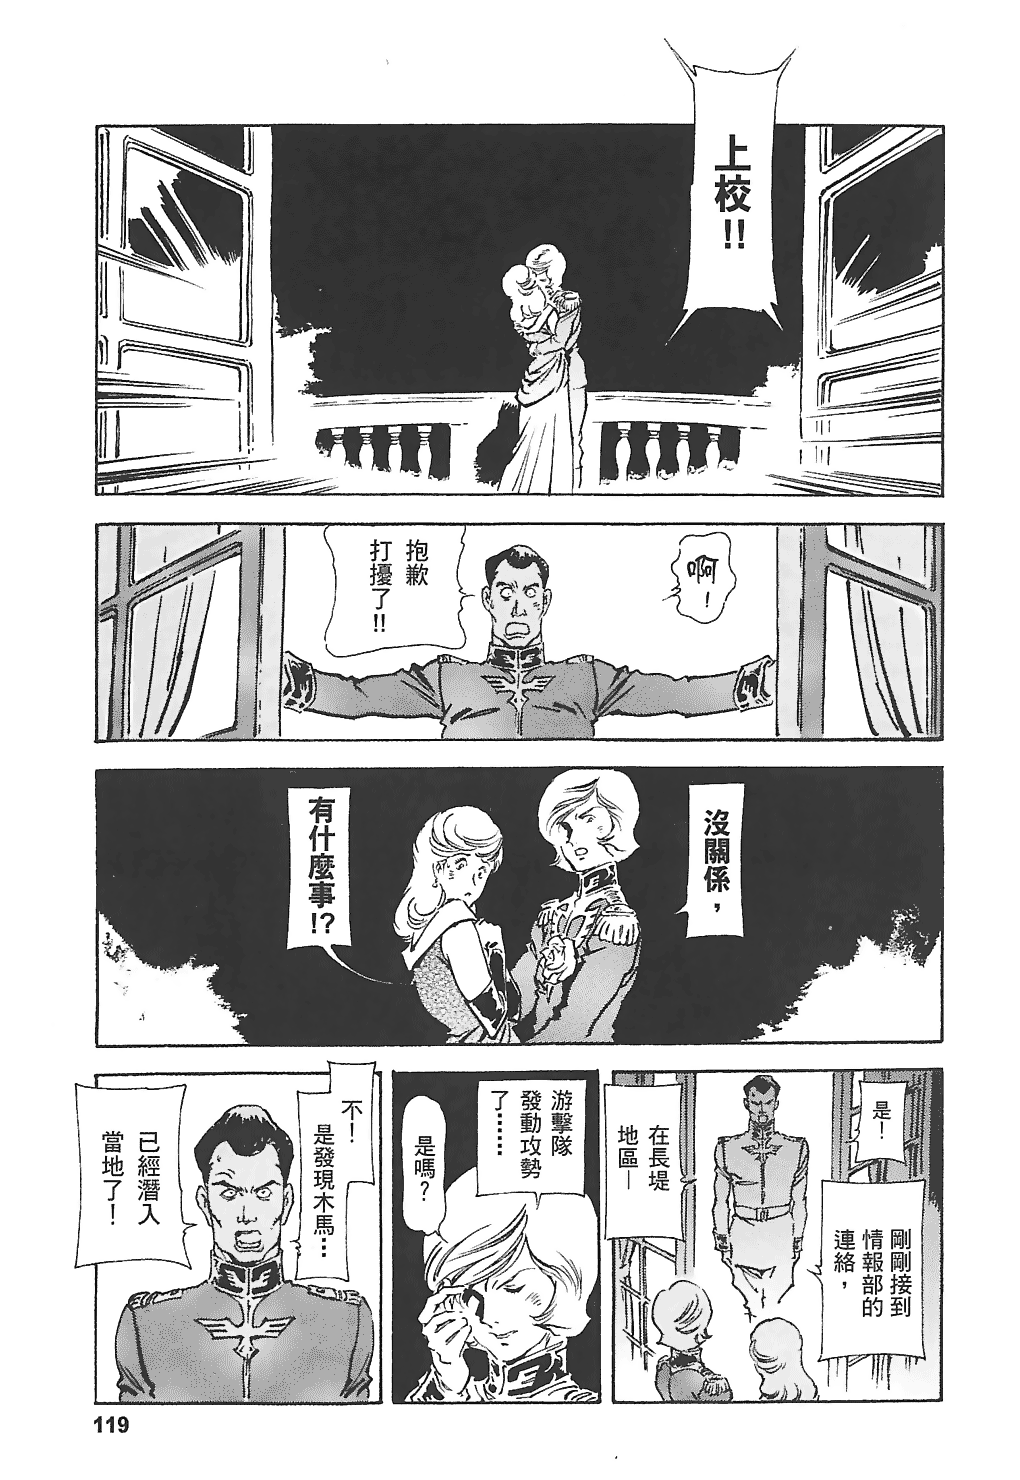 上校!!
啊!
抱歉
打擾了!!
沒關係，
有什麼事!?
是!
剛剛接到
情報部的
連絡，
在長堤
地區—
游擊隊
發動攻勢
了……
是嗎?
不!
是發現木馬…
已經潛入
當地了!
119